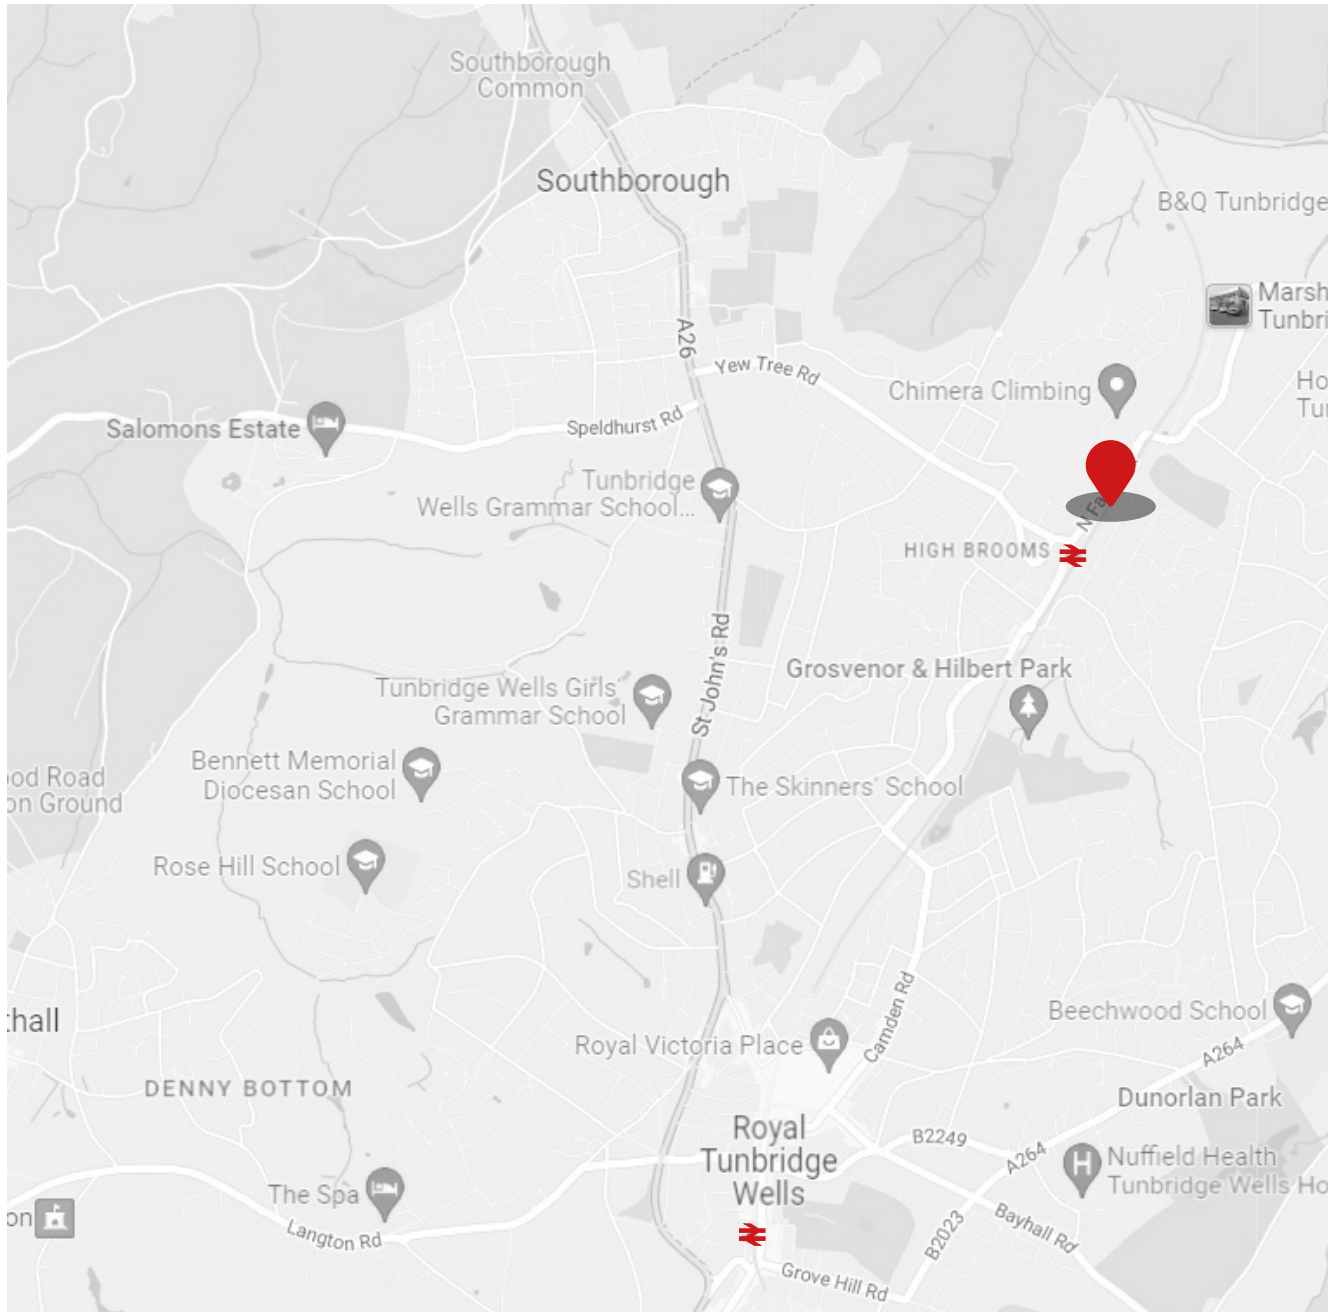 Southborough
Common
Southborough
B&Q Tunbridge
Marsh
Tunbri
A26
Yew Tree Rd
Chimera Climbing
Ho
Tu
Salomons Estate
Speldhurst Rd
Tunbridge
Wells Grammar School...
N Fa
HIGH BROOMS
St John's Rd
Grosvenor & Hilbert Park
Tunbridge Wells Girls'
Grammar School
Bennett Memorial
Diocesan School
ood Road
on Ground
The Skinners' School
Rose Hill School
Shell
Camden Rd
Beechwood School
thall
Royal Victoria Place
A264
DENNY BOTTOM
Dunorlan Park
Royal
Tunbridge
Wells
B2249
A264
H
Nuffield Health
Tunbridge Wells Ho
The Spa
on
Langton Rd
B2023
Bayhall Rd
Grove Hill Rd